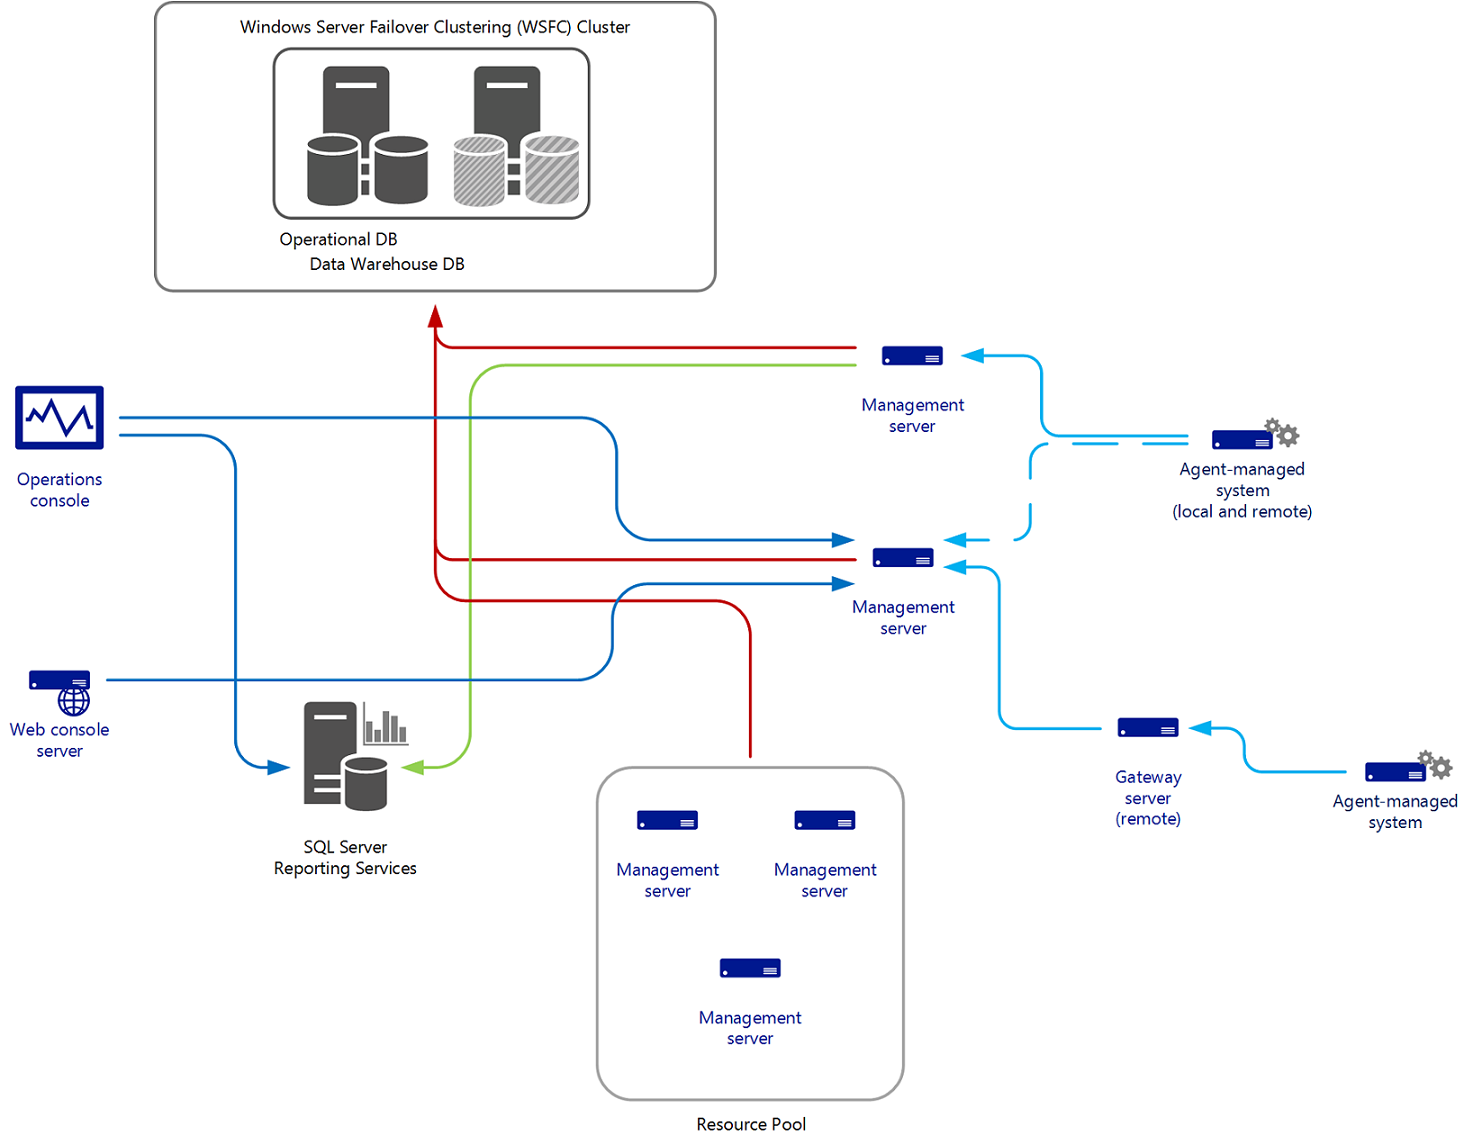 Windows Server Failover Clustering (WSFC) Cluster
Operational DB
Data Warehouse DB
Management
server
Operations
console
Agent-managed
system
(local and remote)
Management
server
Web console
server
Gateway
server
(remote)
Agent-managed
system
SQL Server
Reporting Services
Management
server
Management
server
Management
server
Resource Pool